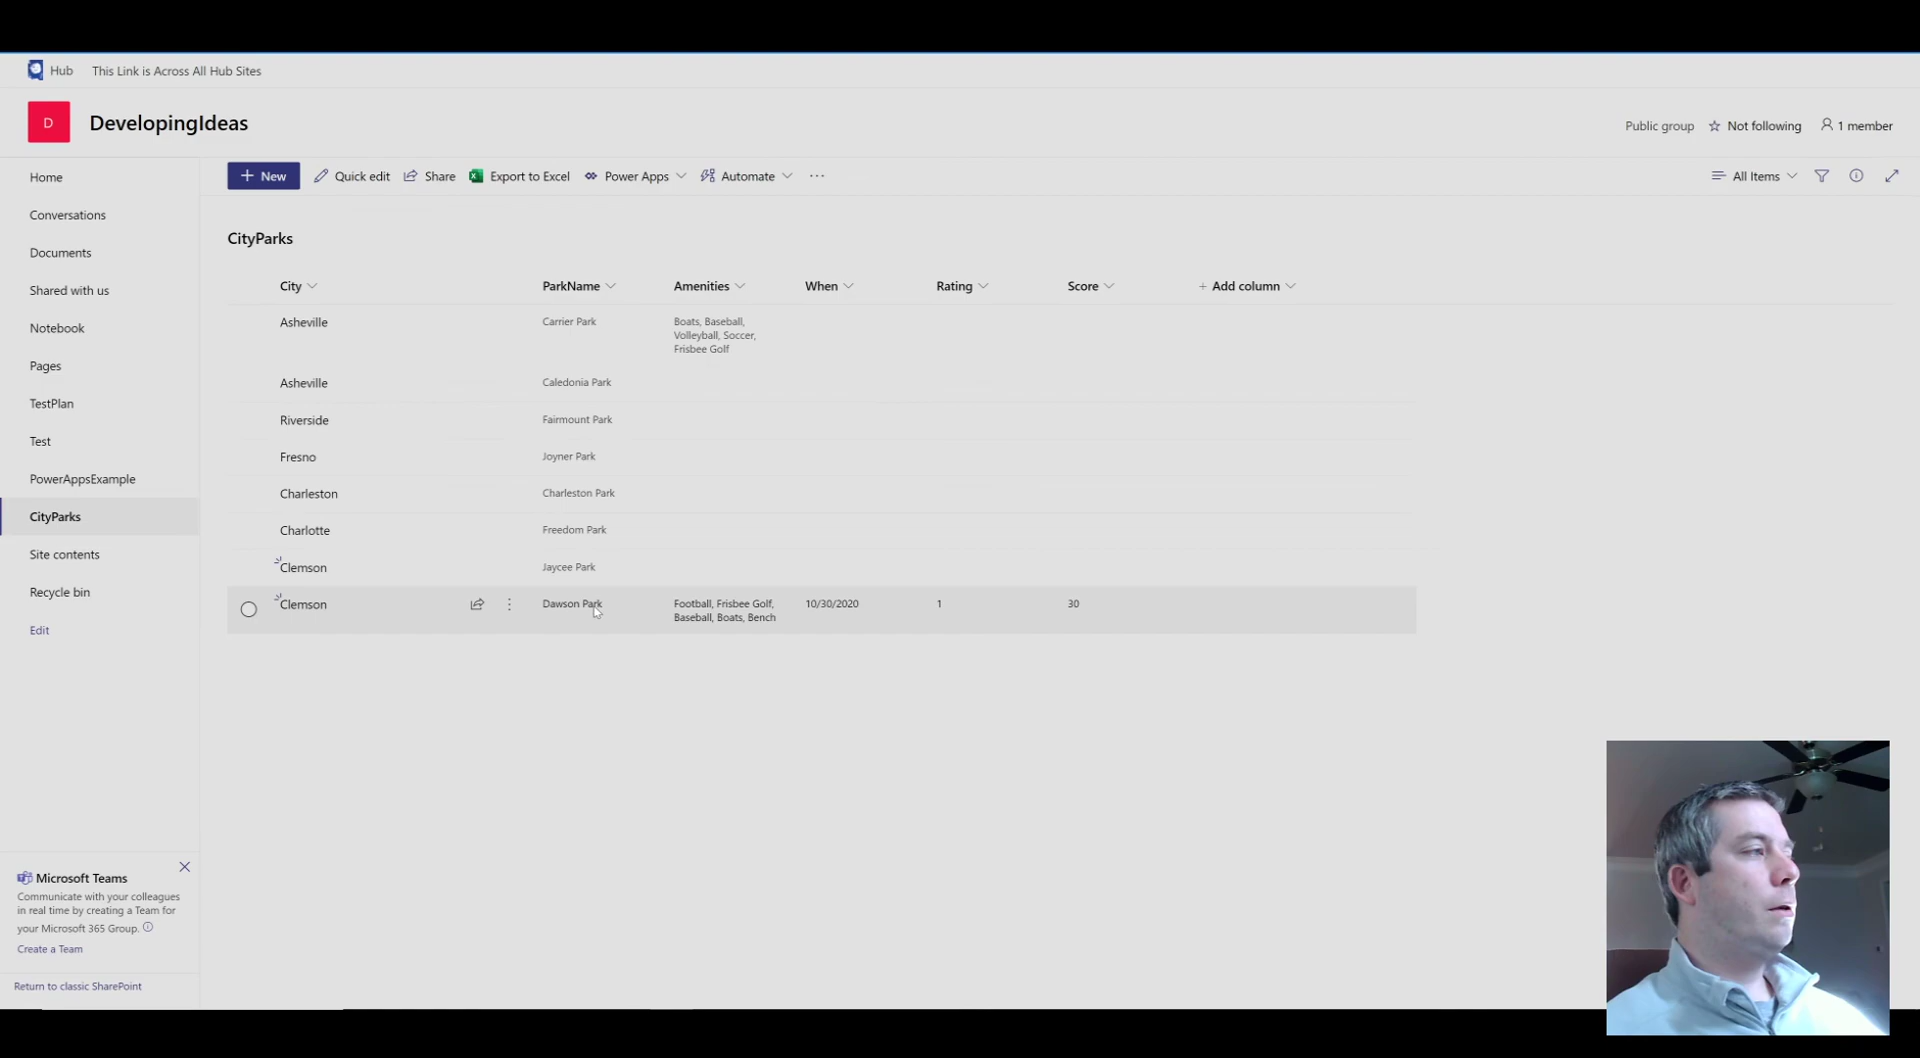 Hub This Link is Across All Hub Sites
D DevelopingIdeas
Public group Not following 1 member
Home
Conversations
Documents
Shared with us
Notebook
Pages
TestPlan
Test
PowerAppsExample
CityParks
Site contents
Recycle bin
Edit
+ New Quick edit Share Export to Excel Power Apps Automate ··· All Items
CityParks
City ParkName Amenities When Rating Score + Add column
Asheville Carrier Park Boats, Baseball,
Volleyball, Soccer,
Frisbee Golf
Asheville Caledonia Park
Riverside Fairmount Park
Fresno Joyner Park
Charleston Charleston Park
Charlotte Freedom Park
Clemson Jaycee Park
Clemson Dawson Park Football, Frisbee Golf, 10/30/2020 1 30
Baseball, Boats, Bench
Microsoft Teams
Communicate with your colleagues
in real time by creating a Team for
your Microsoft 365 Group.
Create a Team
Return to classic SharePoint